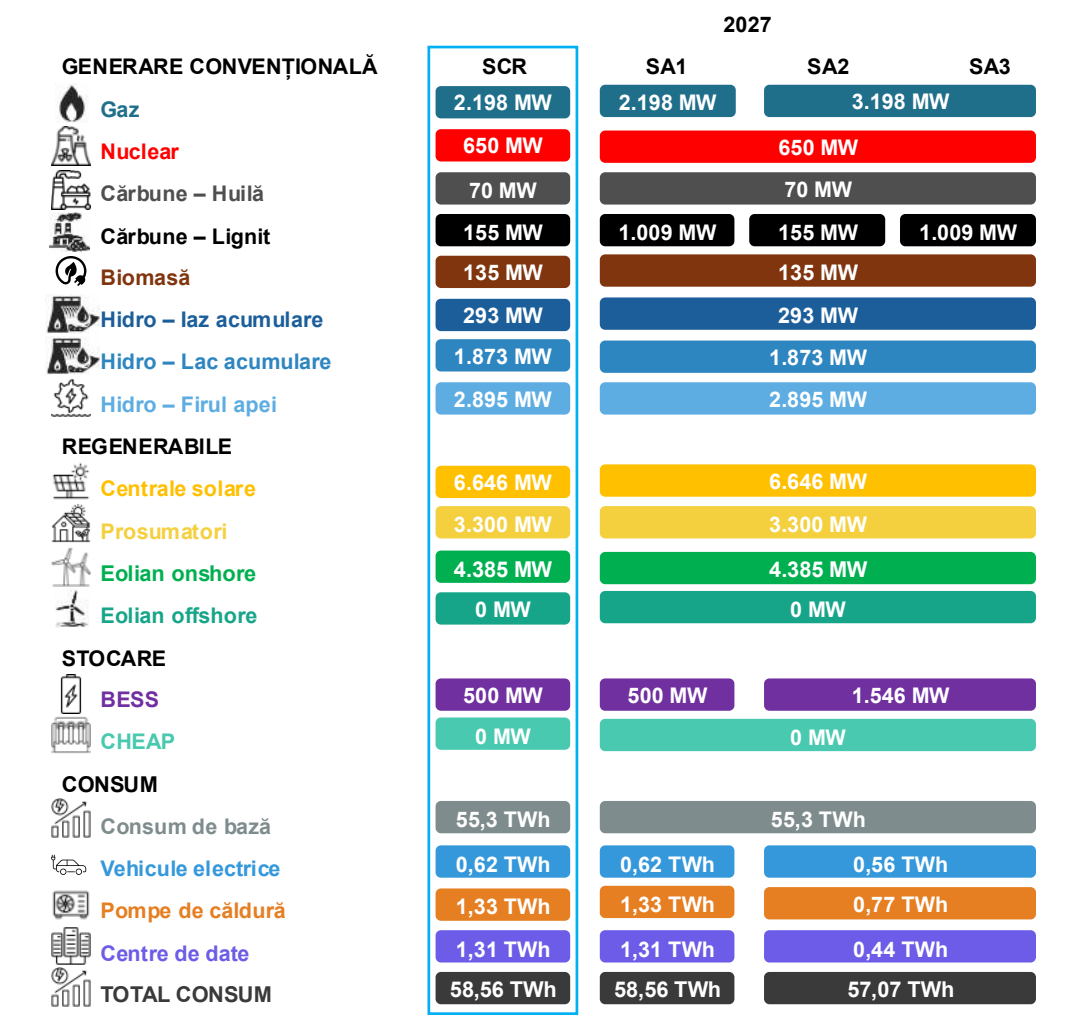 2027
GENERARE CONVENȚIONALĂ SCR SA1 SA2 SA3
Gaz 2.198 MW 2.198 MW 3.198 MW
Nuclear 650 MW 650 MW
Cărbune – Huilă 70 MW 70 MW
Cărbune – Lignit 155 MW 1.009 MW 155 MW 1.009 MW
Biomasă 135 MW 135 MW
Hidro – Iaz acumulare 293 MW 293 MW
Hidro – Lac acumulare 1.873 MW 1.873 MW
Hidro – Firul apei 2.895 MW 2.895 MW
REGENERABILE
Centrale solare 6.646 MW 6.646 MW
Prosumatori 3.300 MW 3.300 MW
Eolian onshore 4.385 MW 4.385 MW
Eolian offshore 0 MW 0 MW
STOCARE
BESS 500 MW 500 MW 1.546 MW
CHEAP 0 MW 0 MW
CONSUM
Consum de bază 55,3 TWh 55,3 TWh
Vehicule electrice 0,62 TWh 0,62 TWh 0,56 TWh
Pompe de căldură 1,33 TWh 1,33 TWh 0,77 TWh
Centre de date 1,31 TWh 1,31 TWh 0,44 TWh
TOTAL CONSUM 58,56 TWh 58,56 TWh 57,07 TWh